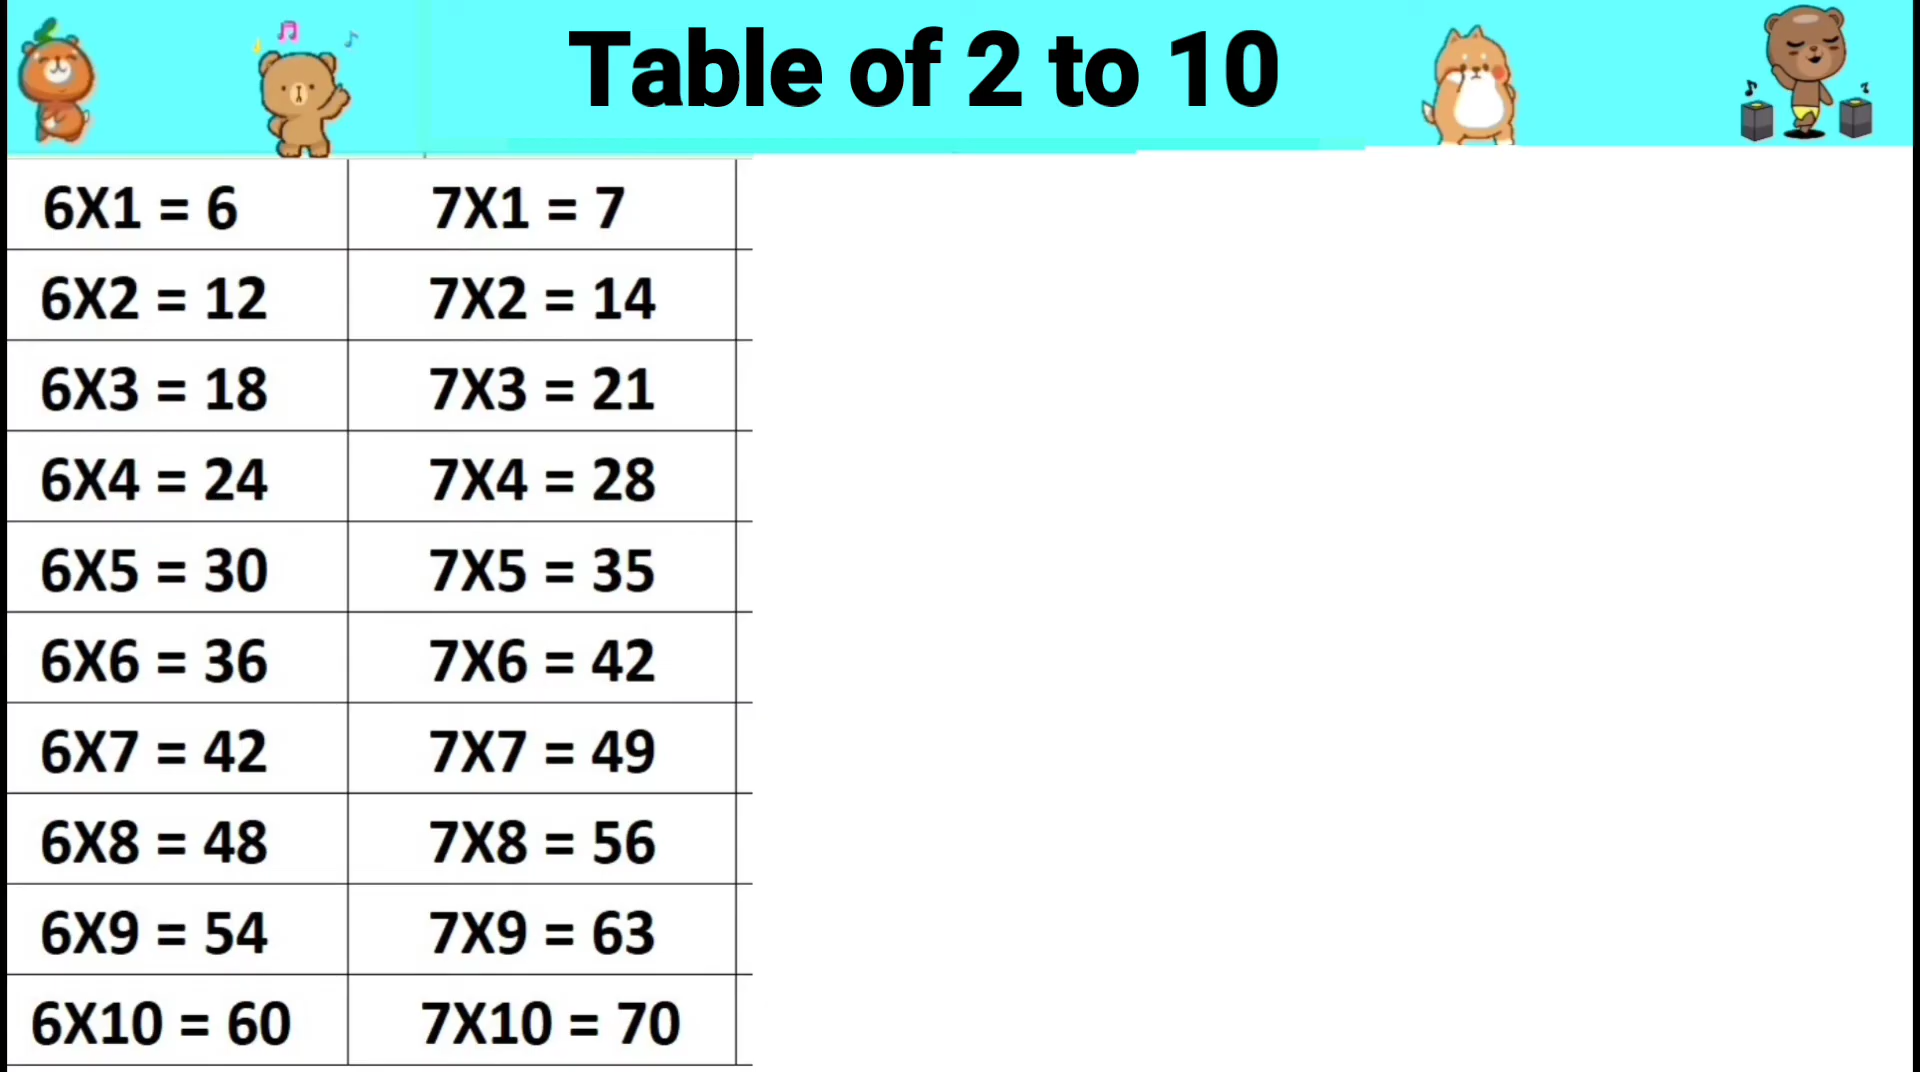 Table of 2 to 10
6X1 = 6 7X1 = 7
6X2 = 12 7X2 = 14
6X3 = 18 7X3 = 21
6X4 = 24 7X4 = 28
6X5 = 30 7X5 = 35
6X6 = 36 7X6 = 42
6X7 = 42 7X7 = 49
6X8 = 48 7X8 = 56
6X9 = 54 7X9 = 63
6X10 = 60 7X10 = 70